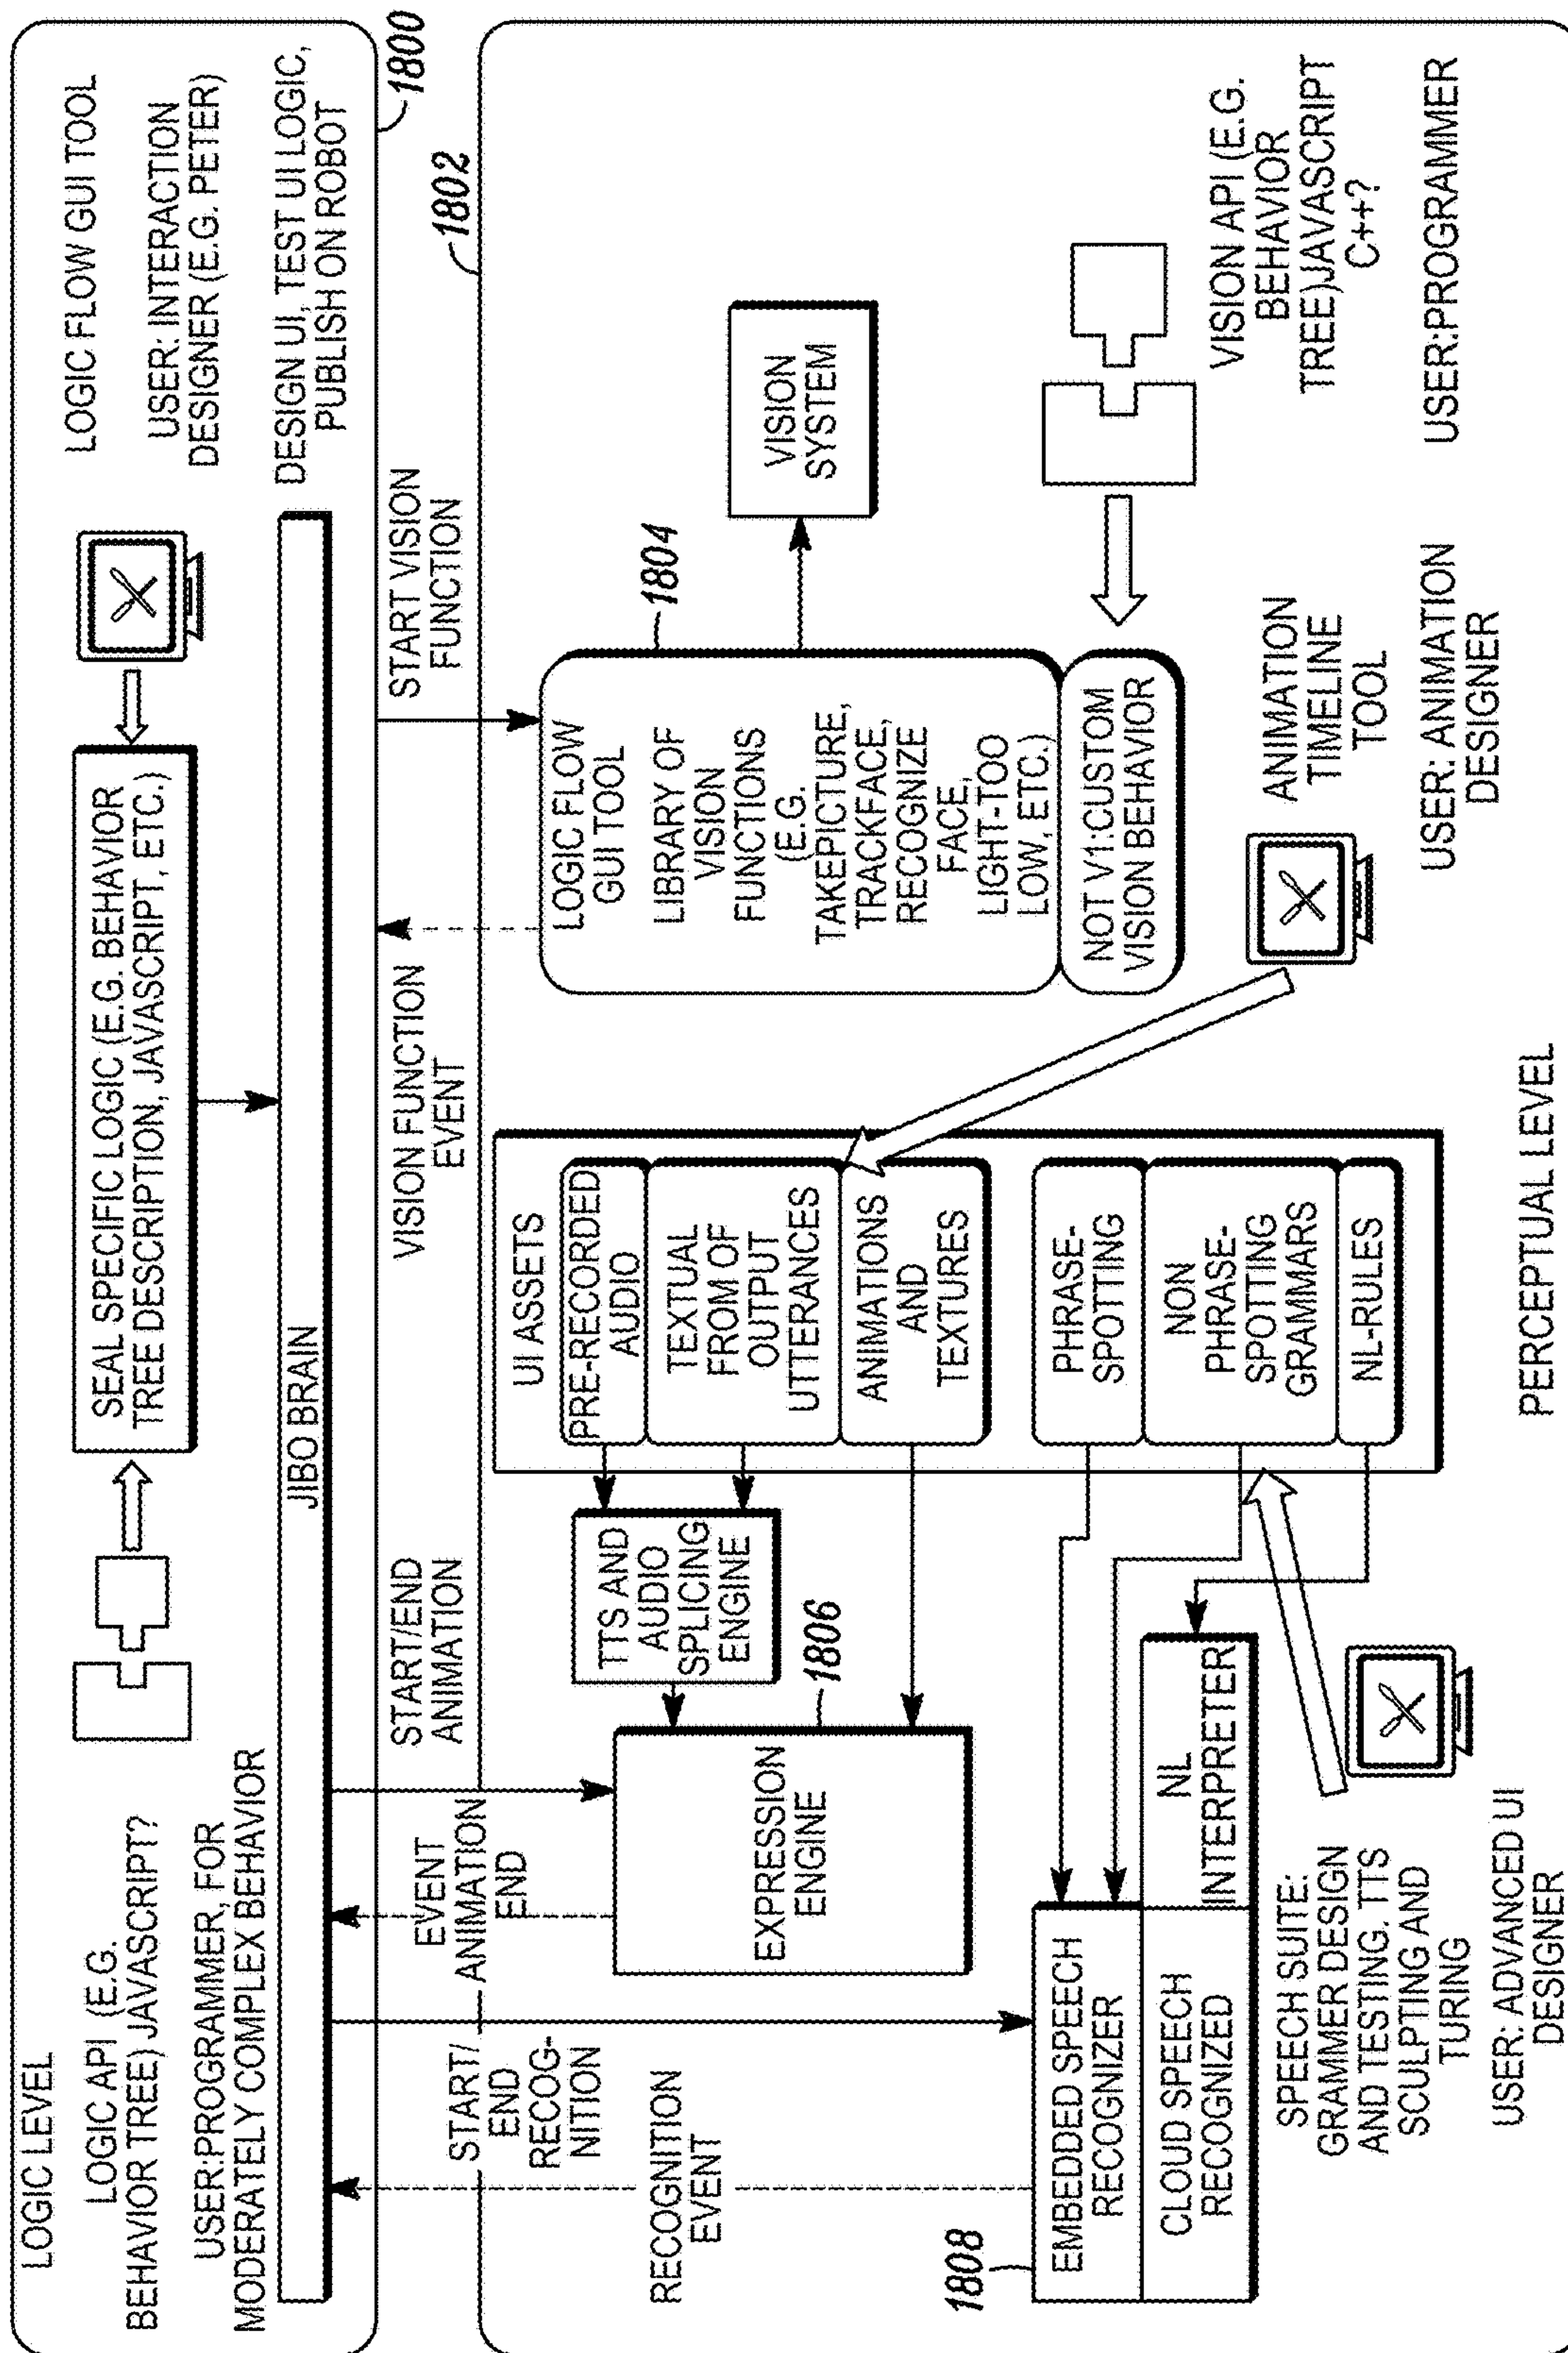 LOGIC LEVEL
LOGIC API (E.G.
BEHAVIOR TREE) JAVASCRIPT?
USER:PROGRAMMER, FOR
MODERATELY COMPLEX BEHAVIOR
SEAL SPECIFIC LOGIC (E.G. BEHAVIOR
TREE DESCRIPTION, JAVASCRIPT, ETC.)
LOGIC FLOW GUI TOOL
USER: INTERACTION
DESIGNER (E.G. PETER)
DESIGN UI, TEST UI LOGIC,
PUBLISH ON ROBOT
JIBO BRAIN
1800
1802
RECOGNITION
EVENT
START/
END
RECOG-
NITION
EVENT
ANIMATION
END
START/END
ANIMATION
VISION FUNCTION
EVENT
START VISION
FUNCTION
EXPRESSION
ENGINE
1806
TTS AND
AUDIO
SPLICING
ENGINE
UI ASSETS
PRE-RECORDED
AUDIO
TEXTUAL
FROM OF
OUTPUT
UTTERANCES
ANIMATIONS
AND
TEXTURES
PHRASE-
SPOTTING
NON
PHRASE-
SPOTTING
GRAMMARS
NL-RULES
LOGIC FLOW
GUI TOOL
LIBRARY OF
VISION
FUNCTIONS
(E.G.
TAKEPICTURE,
TRACKFACE,
RECOGNIZE
FACE,
LIGHT-TOO
LOW, ETC.)
NOT V1:CUSTOM
VISION BEHAVIOR
1804
VISION
SYSTEM
VISION API (E.G.
BEHAVIOR
TREE)JAVASCRIPT
C++?
USER:PROGRAMMER
1808
EMBEDDED SPEECH
RECOGNIZER
CLOUD SPEECH
RECOGNIZED
NL
INTERPRETER
SPEECH SUITE:
GRAMMER DESIGN
AND TESTING. TTS
SCULPTING AND
TURING
USER: ADVANCED UI
DESIGNER
ANIMATION
TIMELINE
TOOL
USER: ANIMATION
DESIGNER
PERCEPTUAL LEVEL